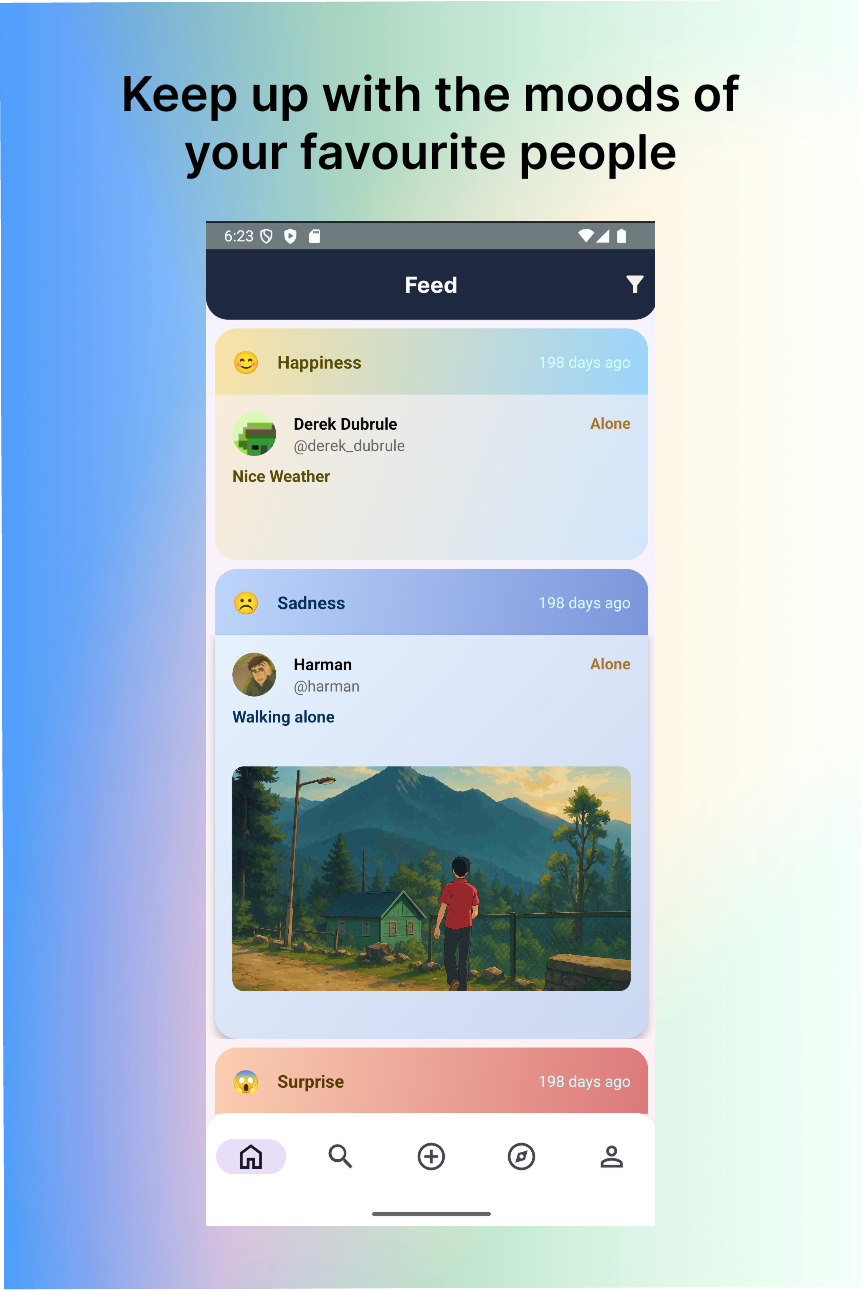 Keep up with the moods of
your favourite people
6:23
Feed
Happiness 198 days ago
Derek Dubrule Alone
@derek_dubrule
Nice Weather
Sadness 198 days ago
Harman Alone
@harman
Walking alone
Surprise 198 days ago